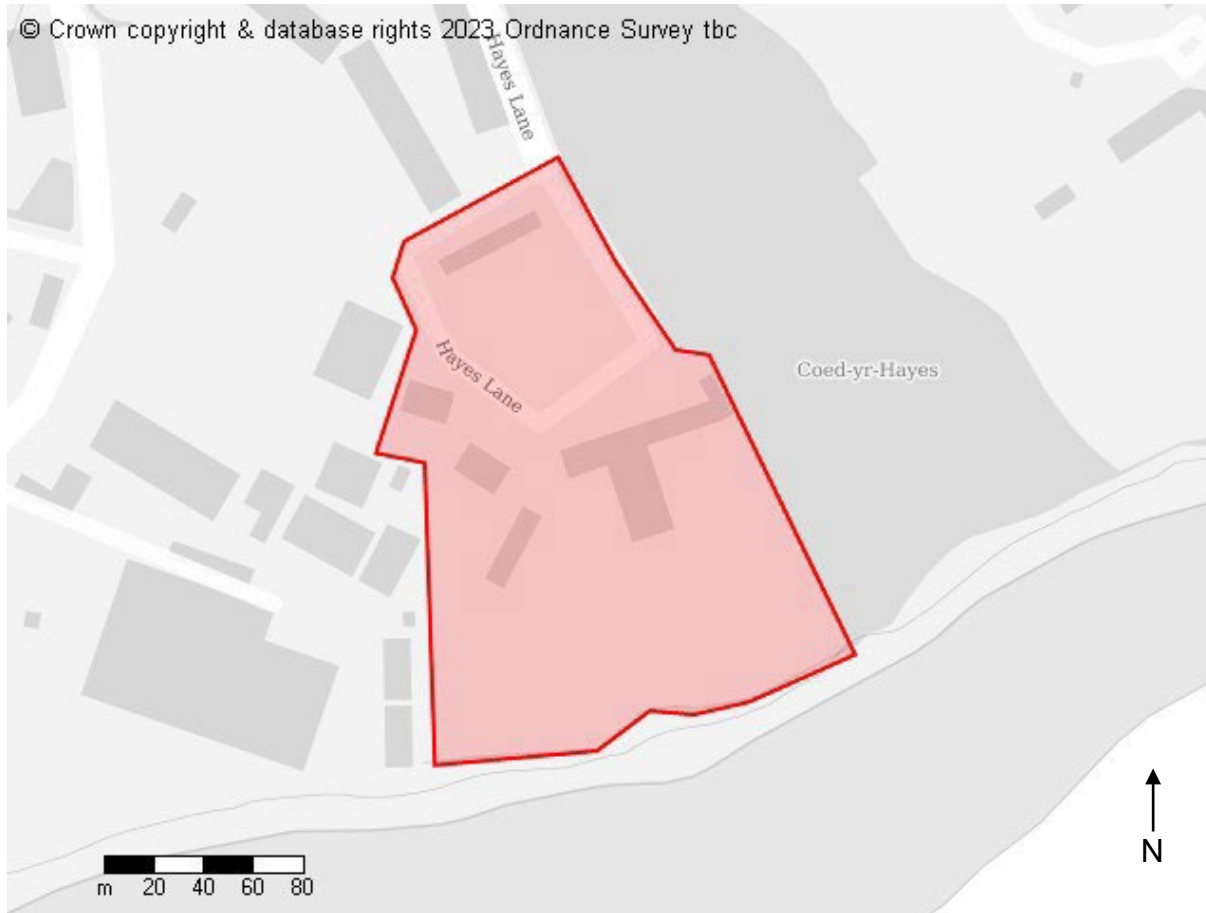 © Crown copyright & database rights 2023 Ordnance Survey tbc
Hayes Lane
Hayes Lane
Coed-yr-Hayes
m 20 40 60 80
N